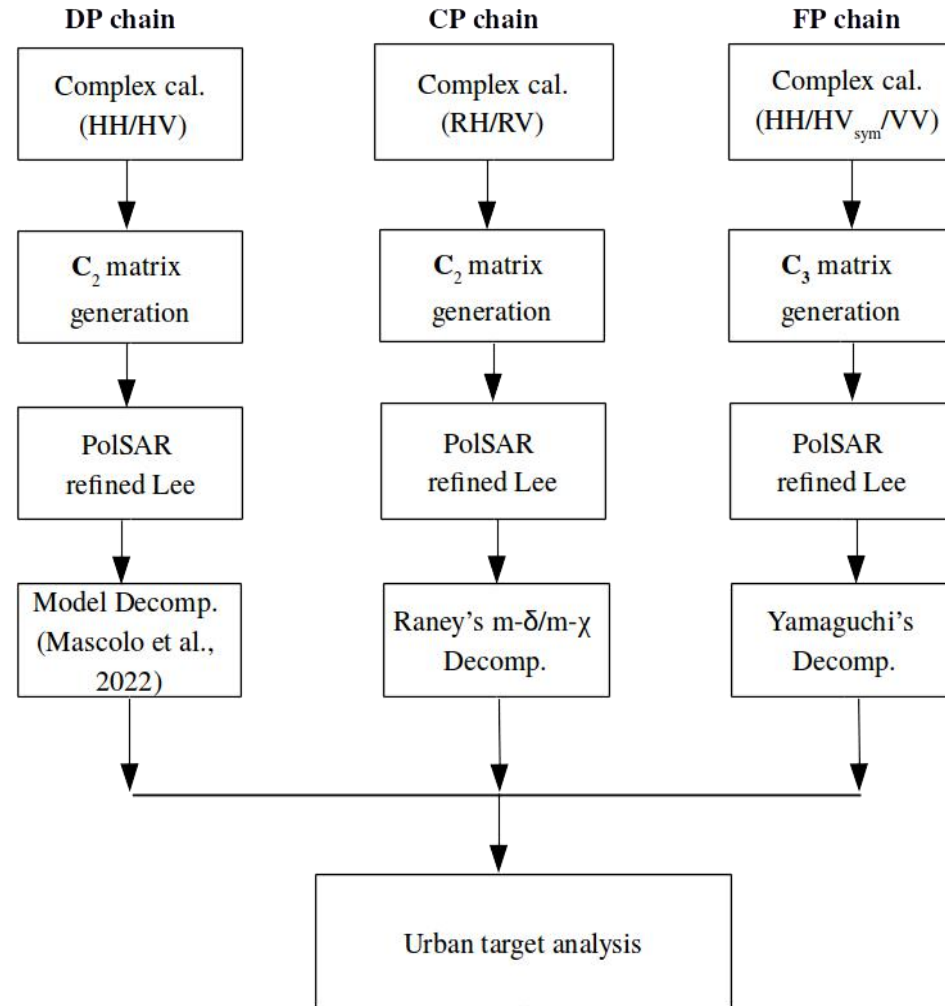 DP chain
Complex cal.
(HH/HV)
C₂ matrix
generation
PolSAR
refined Lee
Model Decomp.
(Mascolo et al.,
2022)
CP chain
Complex cal.
(RH/RV)
C₂ matrix
generation
PolSAR
refined Lee
Raney’s m-δ/m-χ
Decomp.
FP chain
Complex cal.
(HH/HVsym/VV)
C₃ matrix
generation
PolSAR
refined Lee
Yamaguchi’s
Decomp.
Urban target analysis